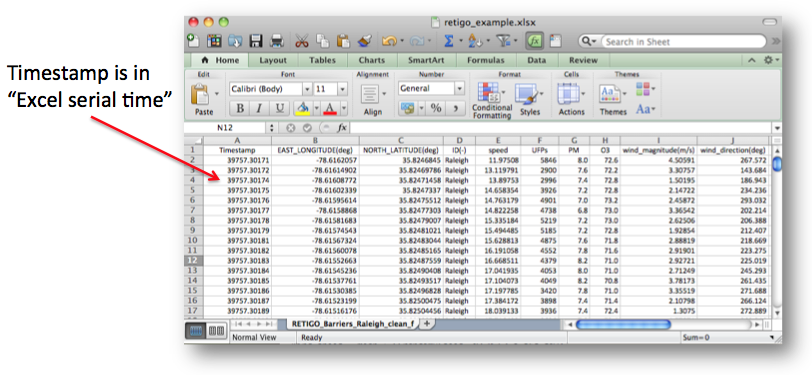 Timestamp is in
“Excel serial time”
retigo_example.xlsx
Search in Sheet
Home Layout Tables Charts SmartArt Formulas Data Review
Edit Font Alignment Number Format Cells Themes
Calibri (Body) 11 General
B I U A % Conditional Formatting Styles Actions Themes Aa
Paste Align
N12 fx
A B C D E F G H I J
1 Timestamp EAST_LONGITUDE(deg) NORTH_LATITUDE(deg) ID(-) speed UFPs PM O3 wind_magnitude(m/s) wind_direction(deg)
2 39757.30171 -78.6162057 35.8246845 Raleigh 11.97508 5846 8.0 72.6 4.50591 267.572
3 39757.30172 -78.61614902 35.82469786 Raleigh 13.119791 2900 7.6 72.2 3.30757 143.684
4 39757.30174 -78.61608772 35.82471458 Raleigh 13.89753 2996 7.4 72.8 1.50195 186.943
5 39757.30175 -78.61602339 35.8247337 Raleigh 14.658354 3926 7.2 72.8 2.14722 234.236
6 39757.30176 -78.61595614 35.82475512 Raleigh 14.763179 4901 7.0 73.2 2.45872 293.032
7 39757.30176 -78.6158868 35.82477303 Raleigh 14.822258 4738 6.8 73.0 3.36542 202.214
8 39757.30178 -78.61581683 35.82479007 Raleigh 15.335184 5219 7.2 73.0 2.62506 206.388
9 39757.30179 -78.61574543 35.82481021 Raleigh 15.494485 5185 7.2 72.8 1.92854 212.407
10 39757.30181 -78.61567324 35.82483044 Raleigh 15.628813 4875 7.6 71.8 2.88819 218.669
11 39757.30182 -78.61560078 35.82485165 Raleigh 16.191058 4552 7.8 71.6 2.91901 223.275
12 39757.30183 -78.61552663 35.82487559 Raleigh 16.668511 4379 8.2 71.0 2.92721 225.019
13 39757.30184 -78.61545236 35.82490408 Raleigh 17.041935 4053 8.0 71.0 2.71249 245.293
14 39757.30185 -78.61537761 35.82493517 Raleigh 17.104073 4049 8.2 70.8 3.78173 261.435
15 39757.30186 -78.61530385 35.82496828 Raleigh 17.197785 3420 7.8 71.0 3.35519 271.688
16 39757.30187 -78.61523199 35.82500475 Raleigh 17.384172 3898 7.4 71.4 2.10798 266.124
17 39757.30189 -78.61516176 35.82504456 Raleigh 18.039133 3936 7.4 72.4 1.3075 272.889
RETIGO_Barriers_Raleigh_clean_f
Normal View Ready Sum=0